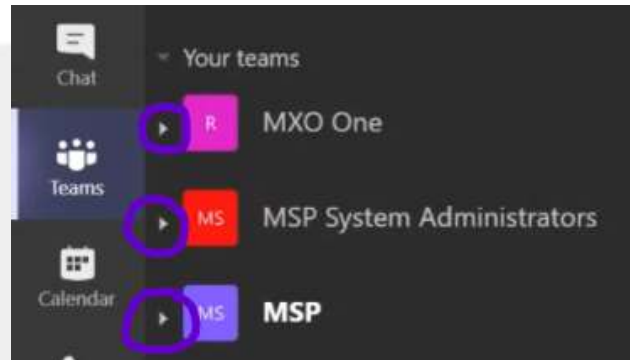 Chat
Your teams
R MXO One
Teams
MS MSP System Administrators
Calendar
MS MSP